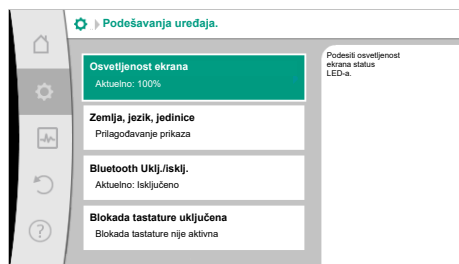 Podešavanja uređaja.
Osvetljenost ekrana
Aktuelno: 100%
Zemlja, jezik, jedinice
Prilagođavanje prikaza
Bluetooth Uklj./isklj.
Aktuelno: Isključeno
Blokada tastature uključena
Blokada tastature nije aktivna
Podesiti osvetljenost
ekrana status
LED-a.